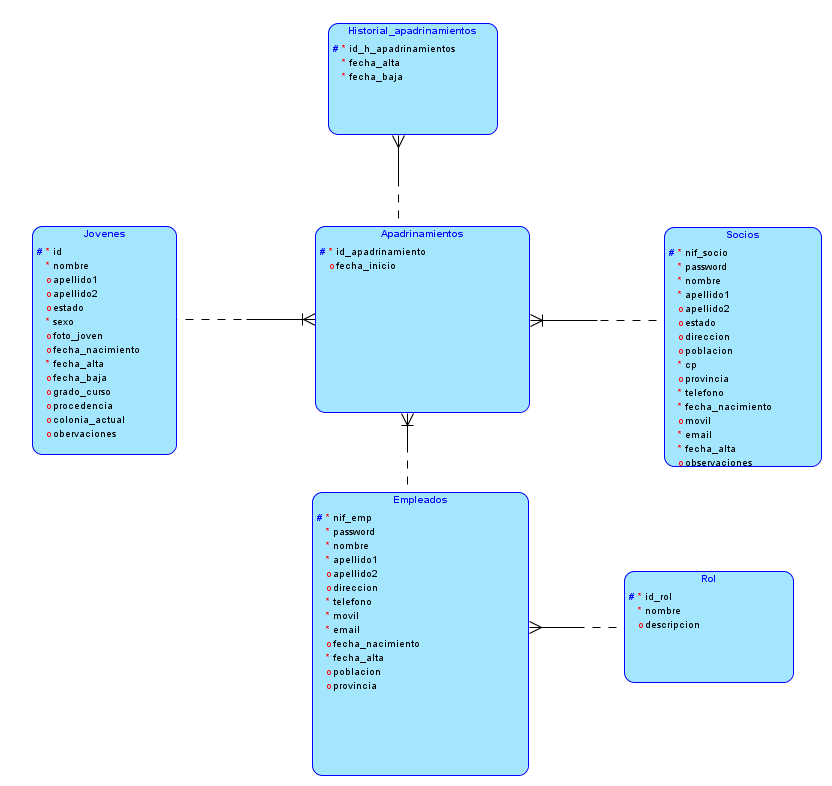 Historial_apadrinamientos
# * id_h_apadrinamientos
* fecha_alta
* fecha_baja
Jovenes
# * id
* nombre
o apellido1
o apellido2
o estado
* sexo
o foto_joven
o fecha_nacimiento
* fecha_alta
o fecha_baja
o grado_curso
o procedencia
o colonia_actual
o obervaciones
Apadrinamientos
# * id_apadrinamiento
o fecha_inicio
Socios
# * nif_socio
* password
* nombre
* apellido1
o apellido2
o estado
o direccion
o poblacion
* cp
o provincia
* telefono
* fecha_nacimiento
o movil
* email
* fecha_alta
o observaciones
Empleados
# * nif_emp
* password
* nombre
* apellido1
o apellido2
o direccion
* telefono
* movil
* email
o fecha_nacimiento
* fecha_alta
o poblacion
o provincia
Rol
# * id_rol
* nombre
o descripcion